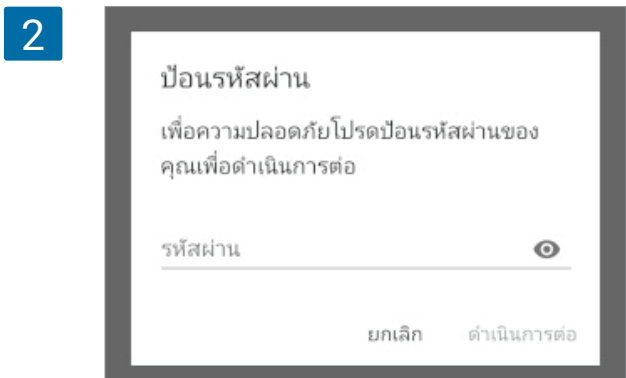 2
ป้อนรหัสผ่าน
เพื่อความปลอดภัยโปรดป้อนรหัสผ่านของ
คุณเพื่อดำเนินการต่อ
รหัสผ่าน
ยกเลิก ดำเนินการต่อ